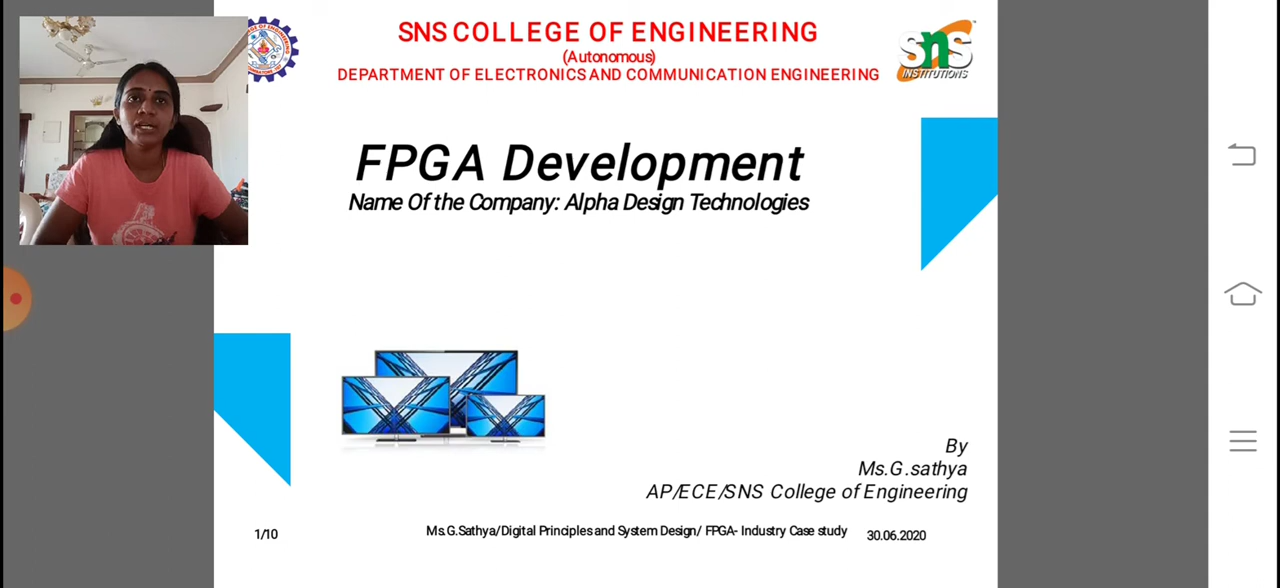 SNS COLLEGE OF ENGINEERING
(Autonomous)
DEPARTMENT OF ELECTRONICS AND COMMUNICATION ENGINEERING
SNS
INSTITUTIONS
FPGA Development
Name Of the Company: Alpha Design Technologies
By
Ms.G.sathya
AP/ECE/SNS College of Engineering
1/10
Ms.G.Sathya/Digital Principles and System Design/ FPGA- Industry Case study
30.06.2020